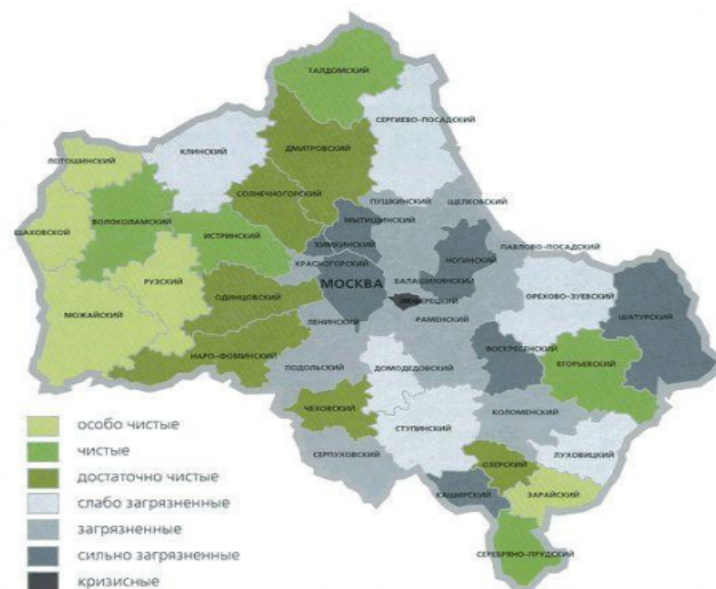 ТАЛДОМСКИЙ
СЕРГИЕВО-ПОСАДСКИЙ
КЛИНСКИЙ
ДМИТРОВСКИЙ
ЛОТОШИНСКИЙ
СОЛНЕЧНОГОРСКИЙ
ПУШКИНСКИЙ
ЩЕЛКОВСКИЙ
ВОЛОКОЛАМСКИЙ
МЫТИЩИНСКИЙ
ШАХОВСКОЙ
ИСТРИНСКИЙ
ХИМКИНСКИЙ
ПАВЛОВО-ПОСАДСКИЙ
НОГИНСКИЙ
КРАСНОГОРСКИЙ
РУЗСКИЙ
МОСКВА
БАЛАШИХИНСКИЙ
ОДИНЦОВСКИЙ
ОРЕХОВО-ЗУЕВСКИЙ
МОЖАЙСКИЙ
РАМЕНСКИЙ
ШАТУРСКИЙ
ЛЕНИНСКИЙ
НАРО-ФОМИНСКИЙ
ВОСКРЕСЕНСКИЙ
ПОДОЛЬСКИЙ
ДОМОДЕДОВСКИЙ
ЕГОРЬЕВСКИЙ
ЧЕХОВСКИЙ
КОЛОМЕНСКИЙ
СТУПИНСКИЙ
СЕРПУХОВСКИЙ
ЛУХОВИЦКИЙ
ОЗЕРСКИЙ
КАШИРСКИЙ
ЗАРАЙСКИЙ
СЕРЕБРЯНО-ПРУДСКИЙ
особо чистые
чистые
достаточно чистые
слабо загрязненные
загрязненные
сильно загрязненные
кризисные